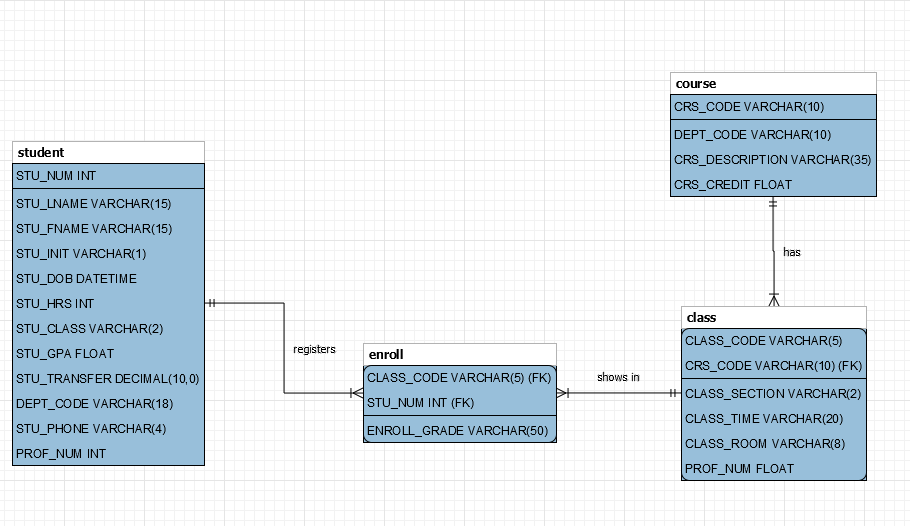 course
CRS_CODE VARCHAR(10)
DEPT_CODE VARCHAR(10)
CRS_DESCRIPTION VARCHAR(35)
CRS_CREDIT FLOAT
student
STU_NUM INT
STU_LNAME VARCHAR(15)
STU_FNAME VARCHAR(15)
STU_INIT VARCHAR(1)
STU_DOB DATETIME
STU_HRS INT
STU_CLASS VARCHAR(2)
STU_GPA FLOAT
STU_TRANSFER DECIMAL(10,0)
DEPT_CODE VARCHAR(18)
STU_PHONE VARCHAR(4)
PROF_NUM INT
has
registers
enroll
CLASS_CODE VARCHAR(5) (FK)
STU_NUM INT (FK)
ENROLL_GRADE VARCHAR(50)
shows in
class
CLASS_CODE VARCHAR(5)
CRS_CODE VARCHAR(10) (FK)
CLASS_SECTION VARCHAR(2)
CLASS_TIME VARCHAR(20)
CLASS_ROOM VARCHAR(8)
PROF_NUM FLOAT